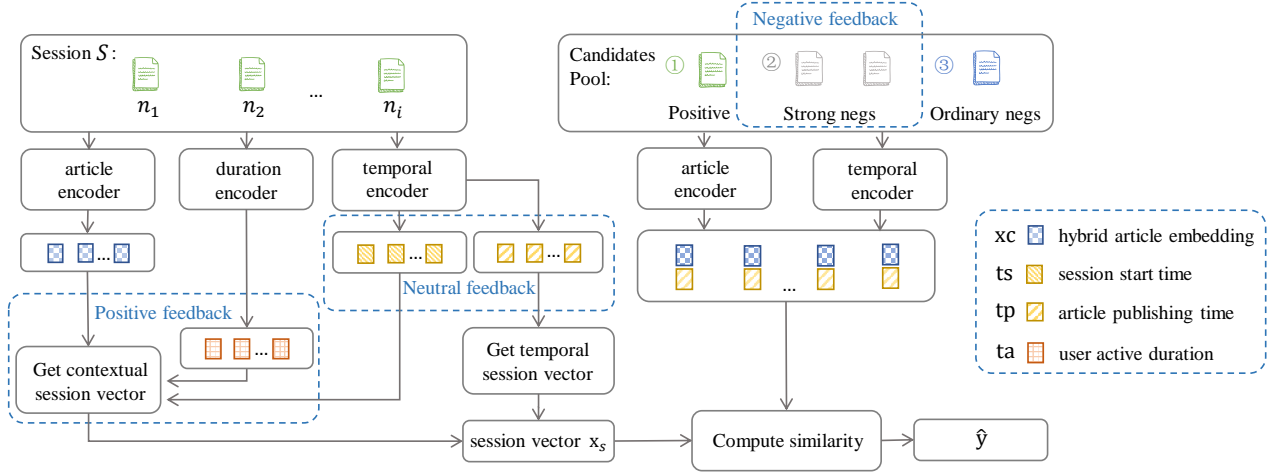 Negative feedback
Session S:
n1
n2
...
ni
Candidates
Pool:
①
②
③
Positive
Strong negs
Ordinary negs
article
encoder
duration
encoder
temporal
encoder
article
encoder
temporal
encoder
...
...
...
Neutral feedback
...
xc hybrid article embedding
ts session start time
tp article publishing time
ta user active duration
Positive feedback
...
Get contextual
session vector
Get temporal
session vector
session vector xs
Compute similarity
ŷ